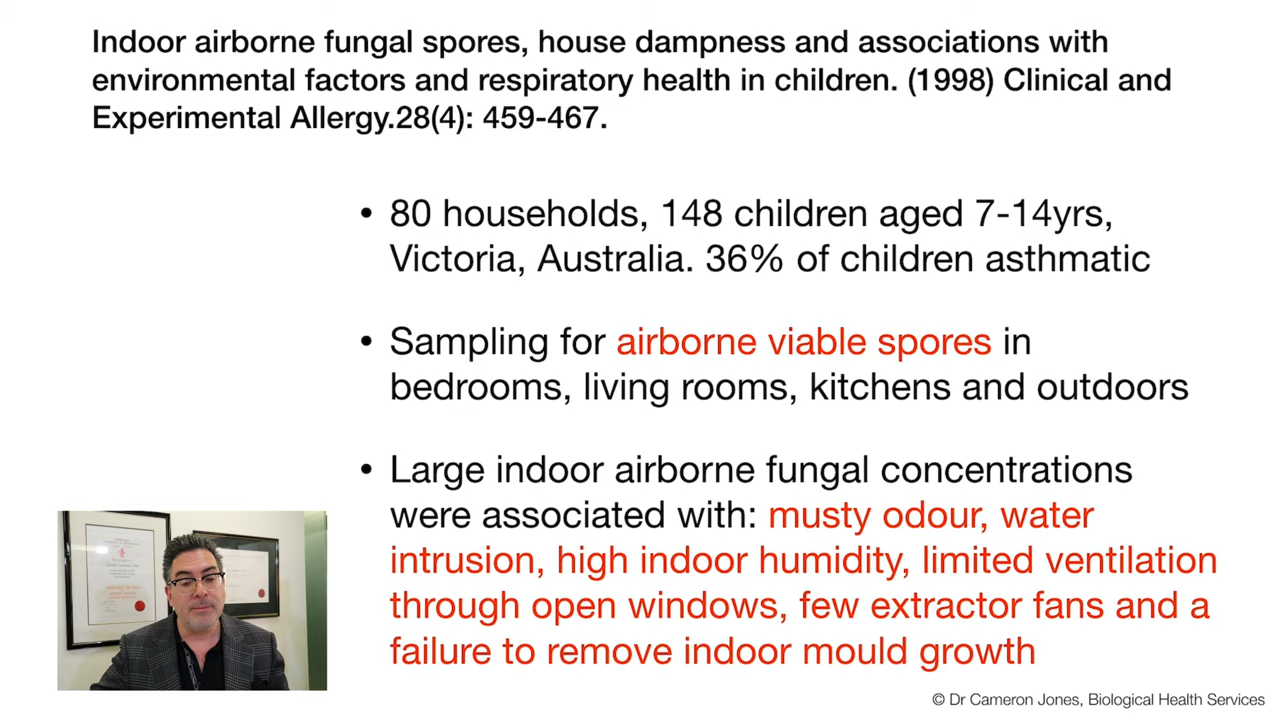 Indoor airborne fungal spores, house dampness and associations with
environmental factors and respiratory health in children. (1998) Clinical and
Experimental Allergy.28(4): 459-467.
• 80 households, 148 children aged 7-14yrs,
Victoria, Australia. 36% of children asthmatic
• Sampling for airborne viable spores in
bedrooms, living rooms, kitchens and outdoors
• Large indoor airborne fungal concentrations
were associated with: musty odour, water
intrusion, high indoor humidity, limited ventilation
through open windows, few extractor fans and a
failure to remove indoor mould growth
© Dr Cameron Jones, Biological Health Services